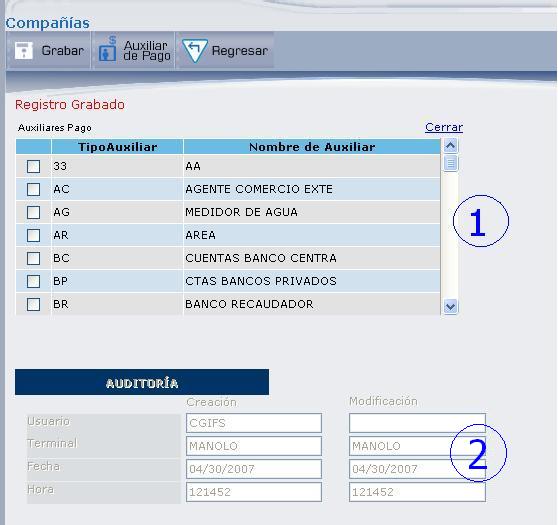 Compañías
Grabar
Auxiliar de Pago
Regresar
Registro Grabado
Auxiliares Pago
Cerrar
TipoAuxiliar Nombre de Auxiliar
33 AA
AC AGENTE COMERCIO EXTE
AG MEDIDOR DE AGUA
AR AREA
BC CUENTAS BANCO CENTRA
BP CTAS BANCOS PRIVADOS
BR BANCO RECAUDADOR
1
AUDITORÍA
Creación Modificación
Usuario CGIFS
Terminal MANOLO MANOLO
Fecha 04/30/2007 04/30/2007
Hora 121452 121452
2